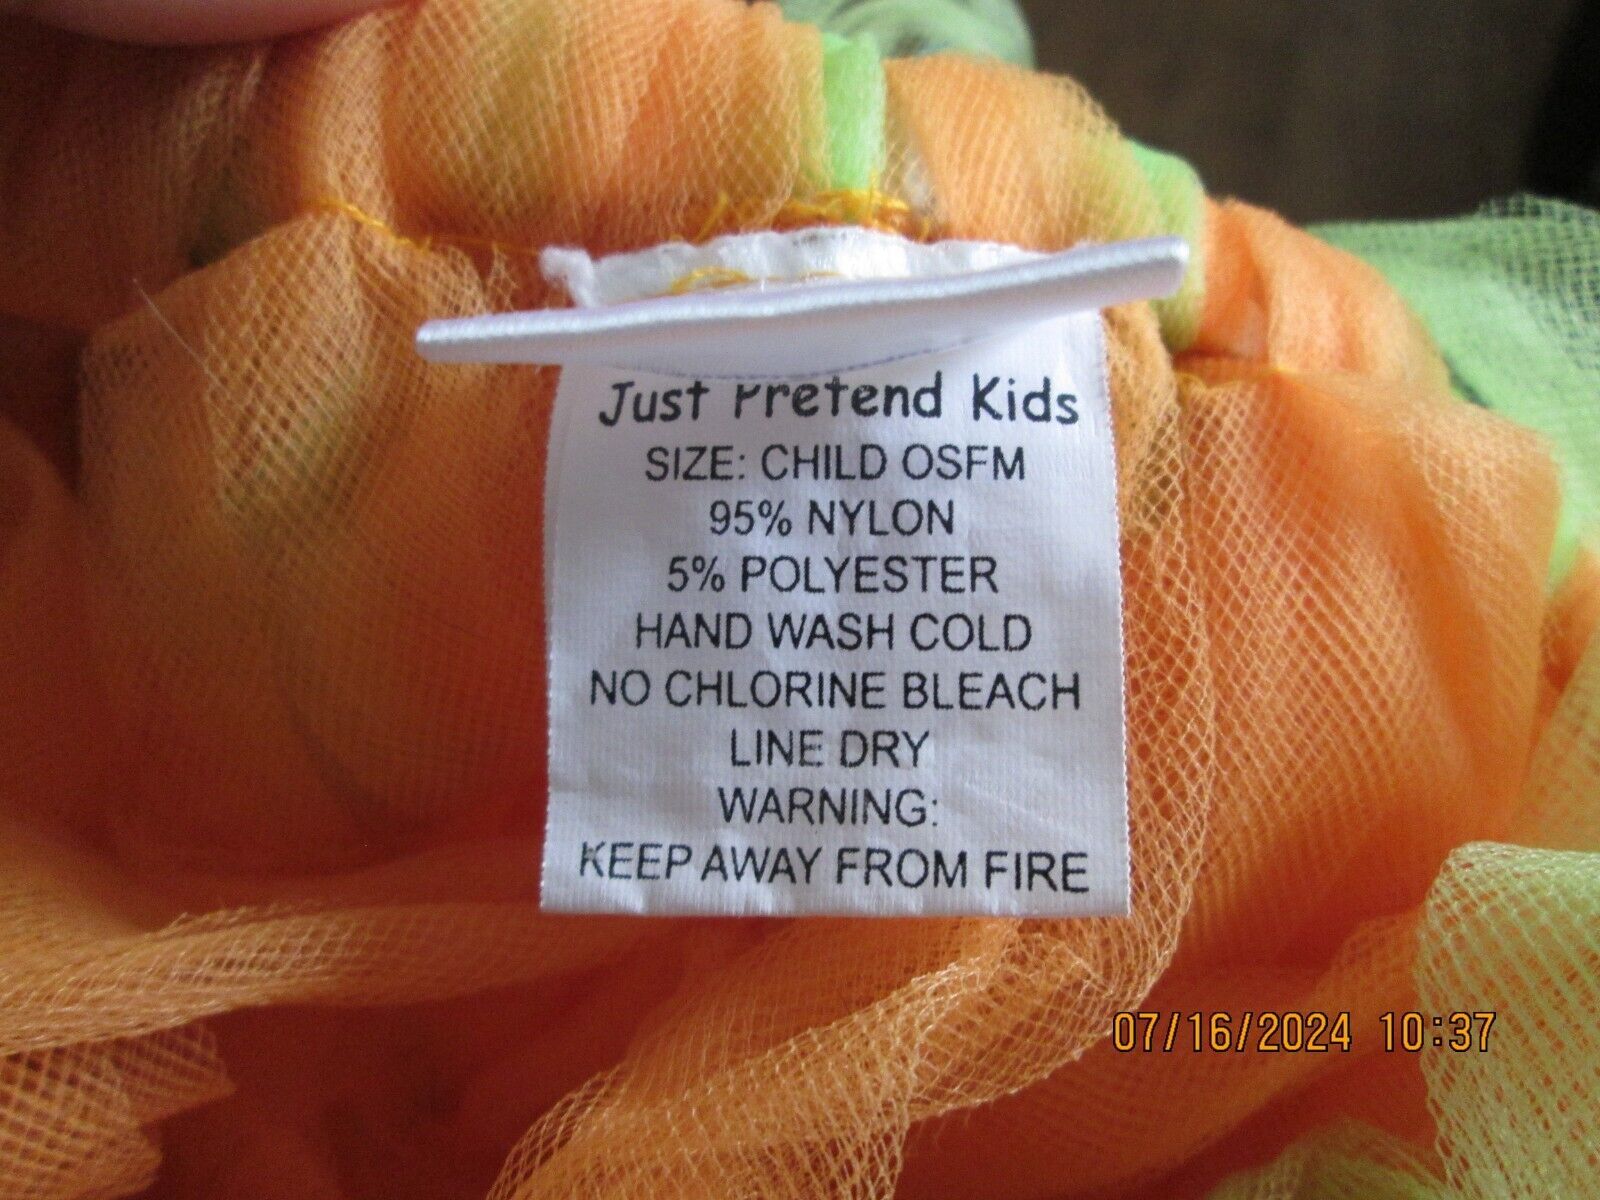 Just Pretend Kids
SIZE: CHILD OSFM
95% NYLON
5% POLYESTER
HAND WASH COLD
NO CHLORINE BLEACH
LINE DRY
WARNING:
KEEP AWAY FROM FIRE
07/16/2024 10:37